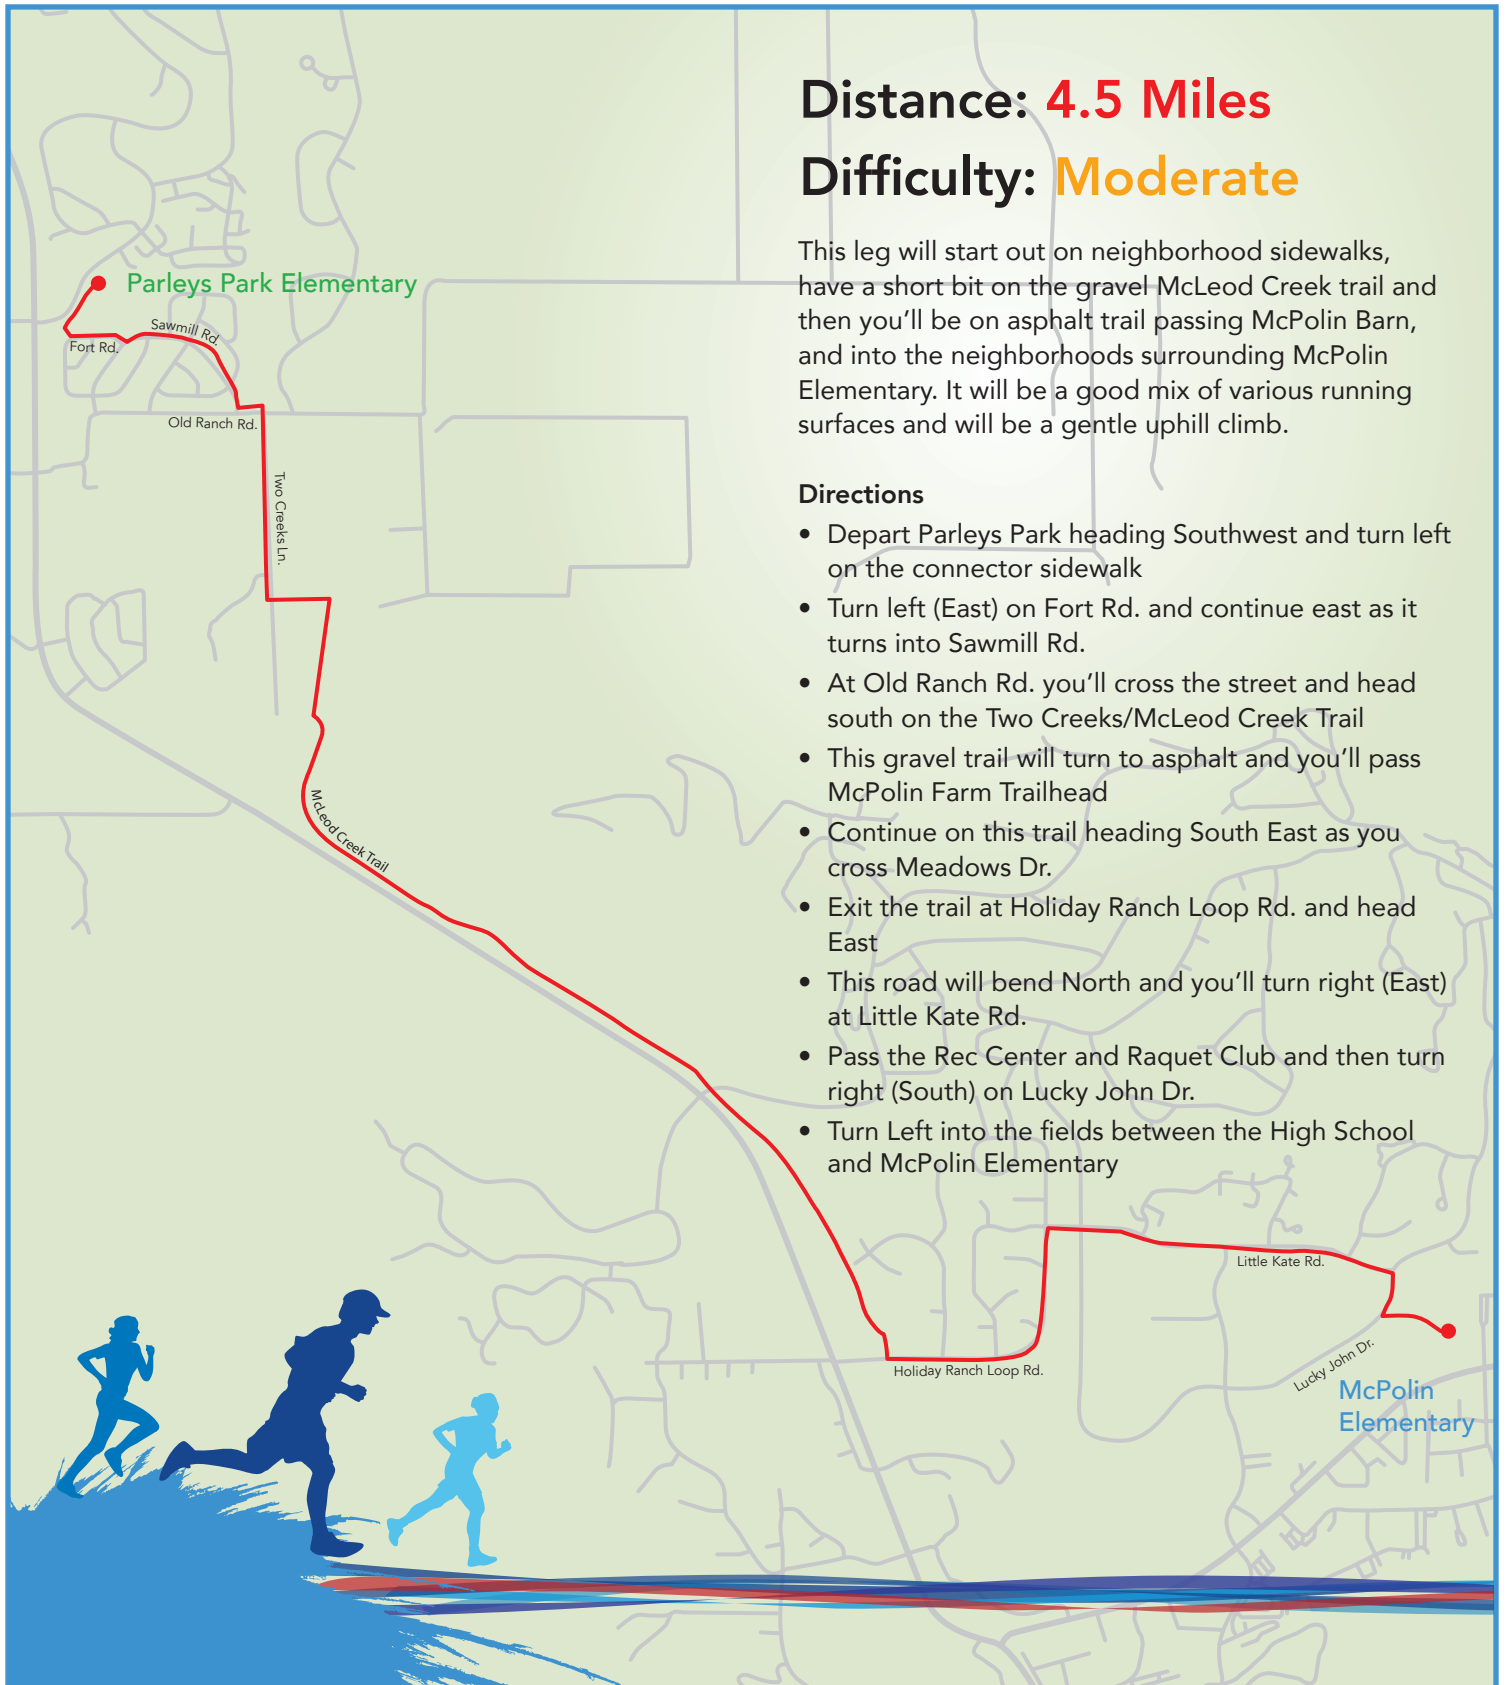 Distance: 4.5 Miles
Difficulty: Moderate
This leg will start out on neighborhood sidewalks,
have a short bit on the gravel McLeod Creek trail and
then you'll be on asphalt trail passing McPolin Barn,
and into the neighborhoods surrounding McPolin
Elementary. It will be a good mix of various running
surfaces and will be a gentle uphill climb.
Directions
• Depart Parleys Park heading Southwest and turn left
on the connector sidewalk
• Turn left (East) on Fort Rd. and continue east as it
turns into Sawmill Rd.
• At Old Ranch Rd. you'll cross the street and head
south on the Two Creeks/McLeod Creek Trail
• This gravel trail will turn to asphalt and you'll pass
McPolin Farm Trailhead
• Continue on this trail heading South East as you
cross Meadows Dr.
• Exit the trail at Holiday Ranch Loop Rd. and head
East
• This road will bend North and you'll turn right (East)
at Little Kate Rd.
• Pass the Rec Center and Raquet Club and then turn
right (South) on Lucky John Dr.
• Turn Left into the fields between the High School
and McPolin Elementary
Parleys Park Elementary
Sawmill Rd.
Fort Rd.
Old Ranch Rd.
Two Creeks Ln.
McLeod Creek Trail
Little Kate Rd.
Holiday Ranch Loop Rd.
Lucky John Dr.
McPolin
Elementary